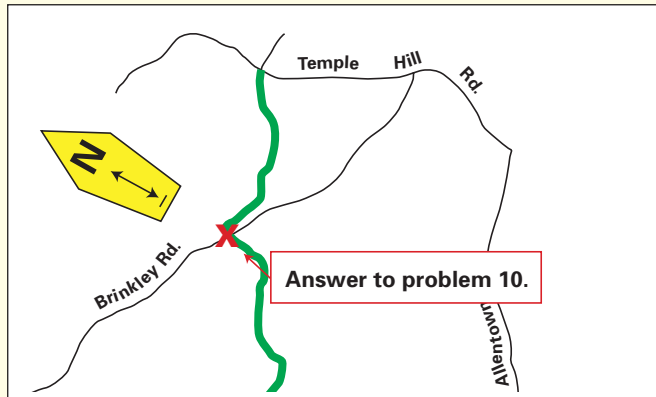 Temple Hill Rd.
N
Brinkley Rd.
X
Answer to problem 10.
Allentown